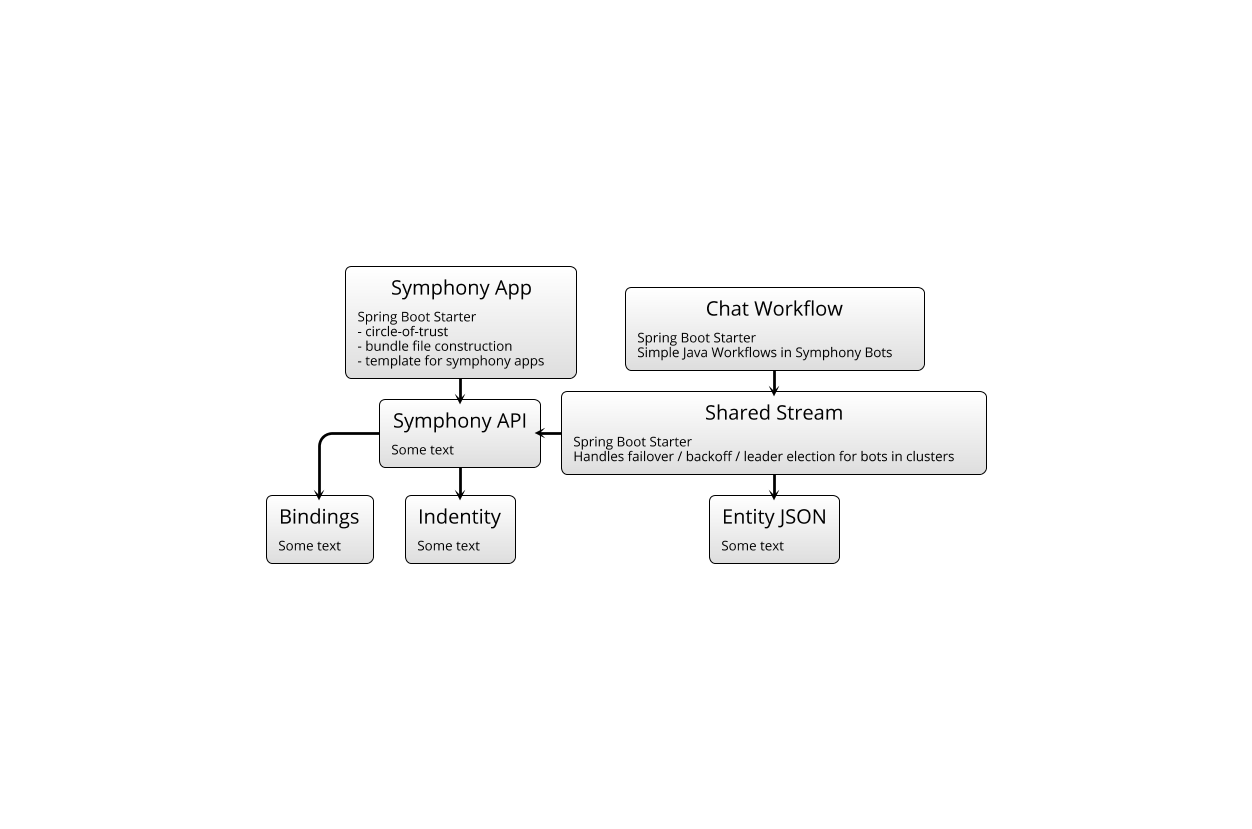 Symphony App
Spring Boot Starter
- circle-of-trust
- bundle file construction
- template for symphony apps
Chat Workflow
Spring Boot Starter
Simple Java Workflows in Symphony Bots
Symphony API
Some text
Shared Stream
Spring Boot Starter
Handles failover / backoff / leader election for bots in clusters
Bindings
Some text
Indentity
Some text
Entity JSON
Some text